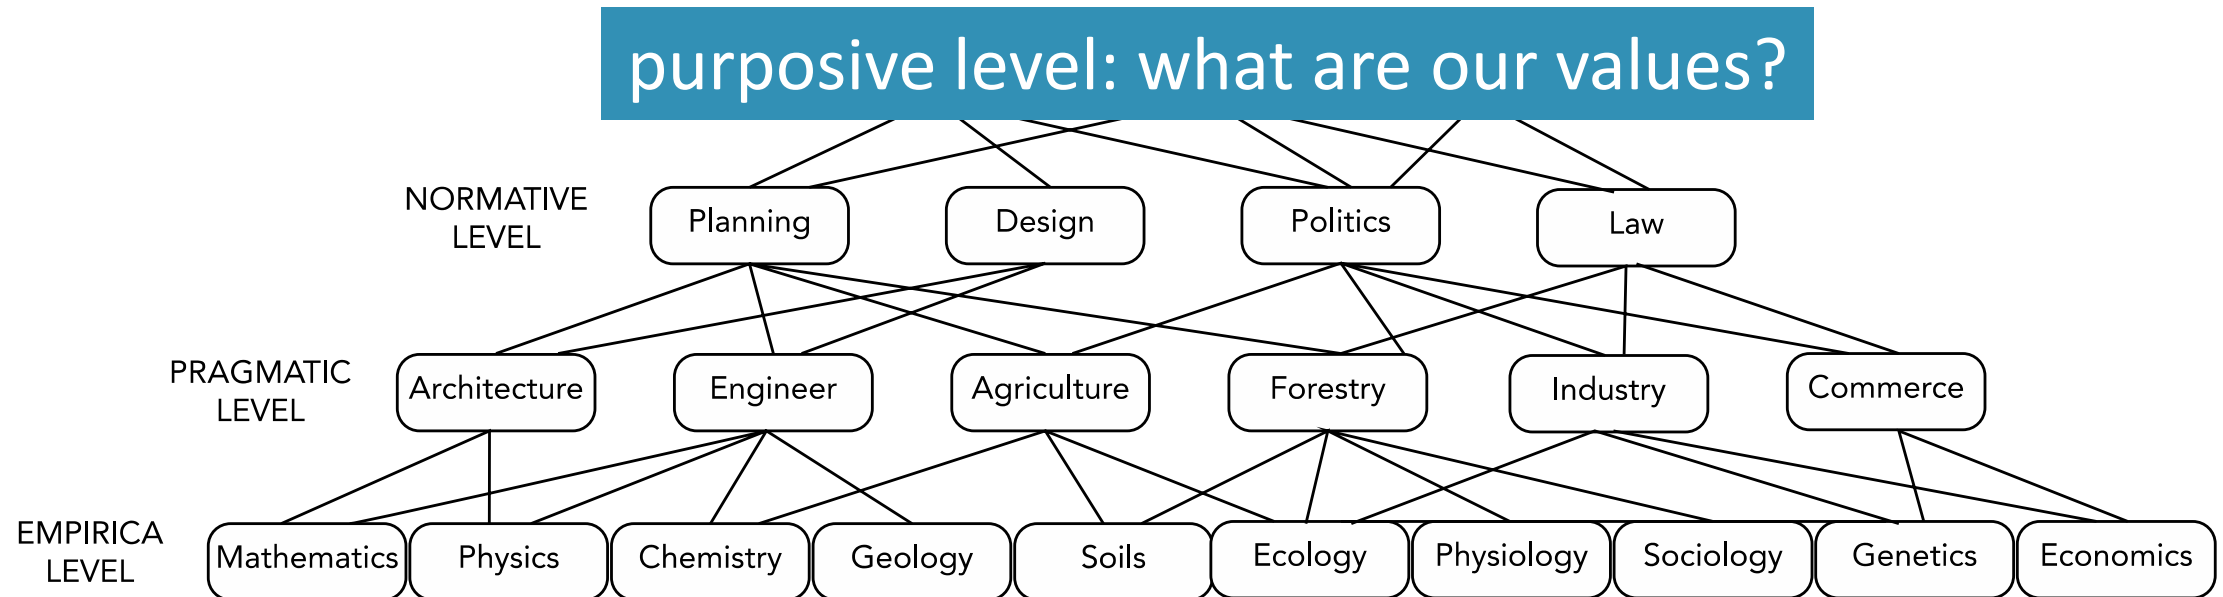 purposive level: what are our values?
NORMATIVE
LEVEL
Planning
Design
Politics
Law
PRAGMATIC
LEVEL
Architecture
Engineer
Agriculture
Forestry
Industry
Commerce
EMPIRICA
LEVEL
Mathematics
Physics
Chemistry
Geology
Soils
Ecology
Physiology
Sociology
Genetics
Economics